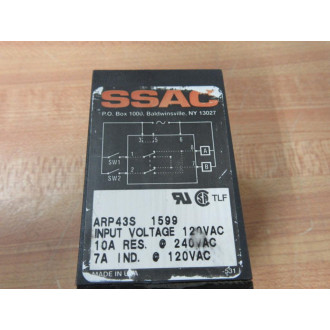 SSAC
P.O. Box 1000, Baldwinsville, NY 13027
SW1
SW2
A
B
TLF
ARP43S 1599
INPUT VOLTAGE 120VAC
10A RES. @ 240VAC
7A IND. @ 120VAC
MADE IN U.S.A.